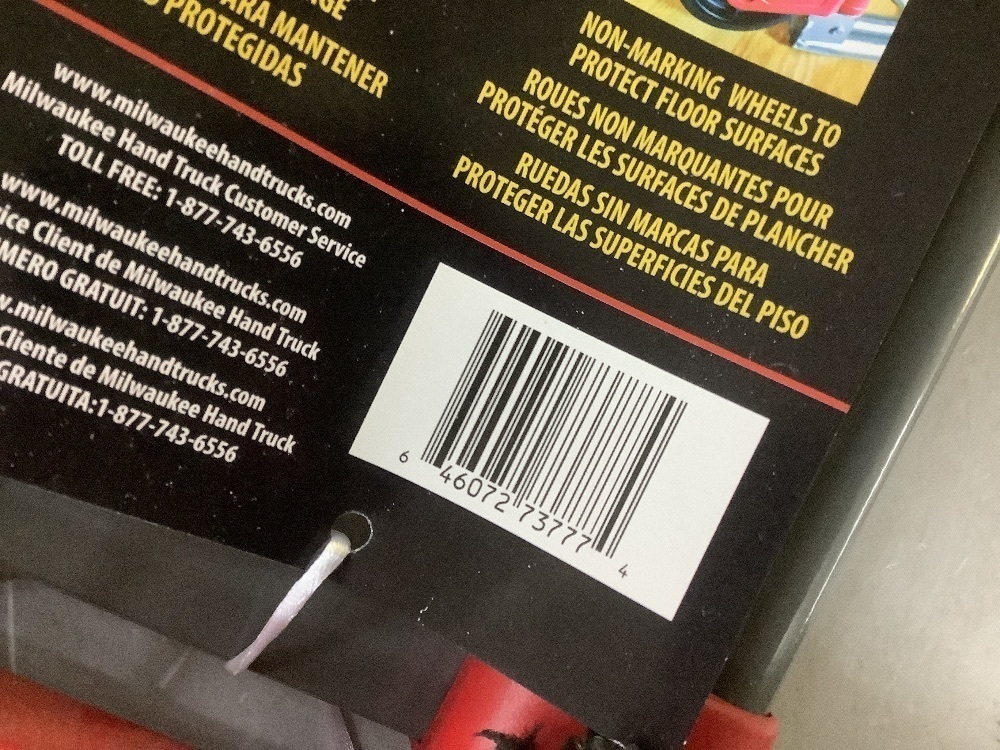 GE
ARA MANTENER
PROTEGIDAS
www.milwaukeehandtrucks.com
Milwaukee Hand Truck Customer Service
TOLL FREE: 1-877-743-6556
www.milwaukeehandtrucks.com
ice Client de Milwaukee Hand Truck
MERO GRATUIT: 1-877-743-6556
w.milwaukeehandtrucks.com
Cliente de Milwaukee Hand Truck
GRATUITA:1-877-743-6556
NON-MARKING WHEELS TO
PROTECT FLOOR SURFACES
ROUES NON MARQUANTES POUR
PROTÉGER LES SURFACES DE PLANCHER
RUEDAS SIN MARCAS PARA
PROTEGER LAS SUPERFICIES DEL PISO
6 46072 73777 4